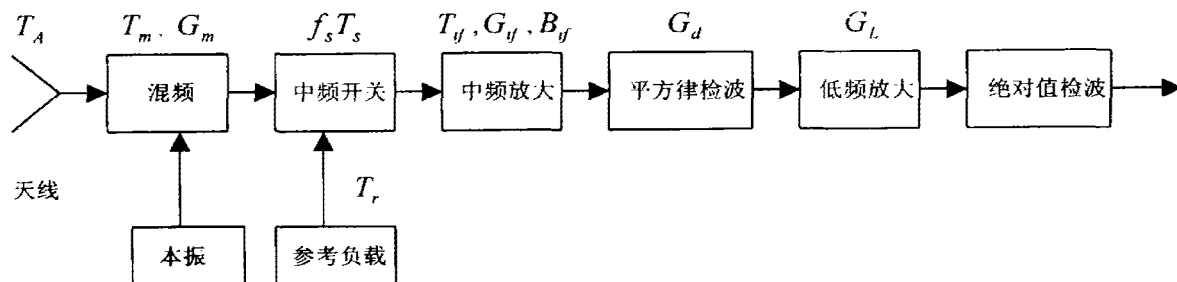 T_A T_m、G_m f_s T_s T_if , G_if , B_if G_d G_L
混频 中频开关 中频放大 平方律检波 低频放大 绝对值检波
天线 T_r
本振 参考负载